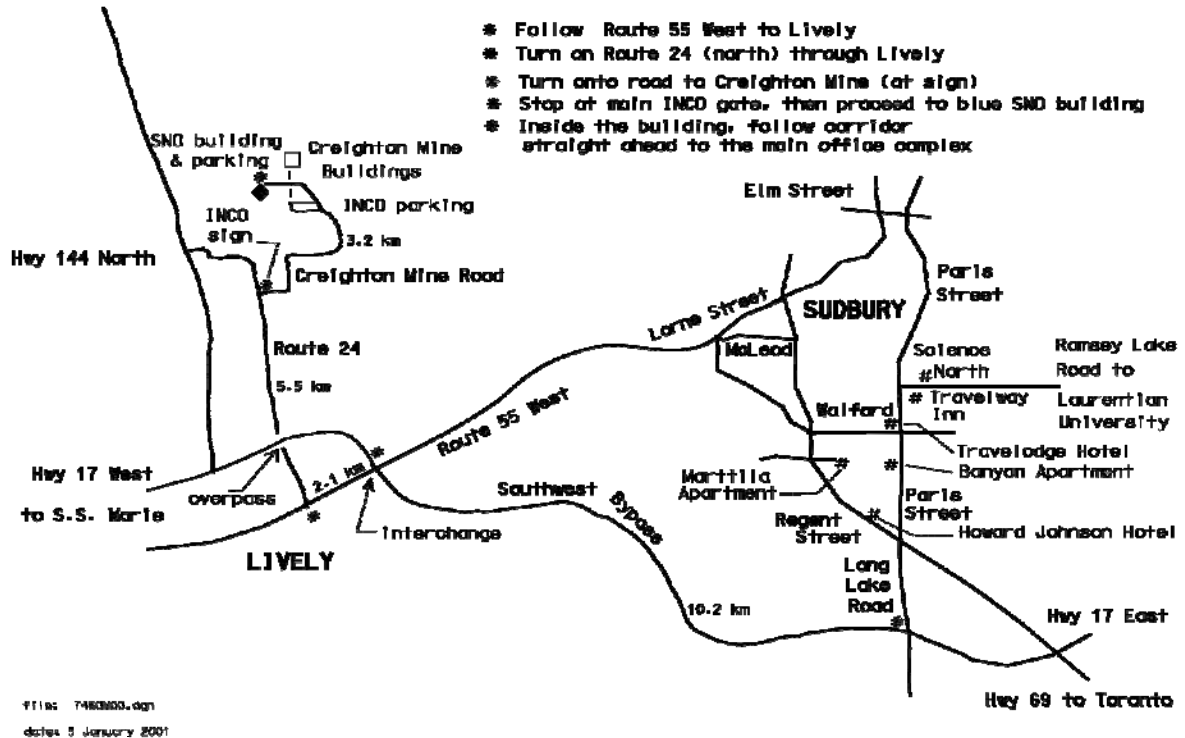 * Follow Route 55 West to Lively
* Turn on Route 24 (north) through Lively
* Turn onto road to Creighton Mine (at sign)
* Stop at main INCO gate, then proceed to blue SNO building
* Inside the building, follow corridor
straight ahead to the main office complex
SNO building
& parking
Creighton Mine
Buildings
INCO parking
INCO
sign
3.2 km
Hwy 144 North
Creighton Mine Road
Elm Street
Paris
Street
Lorne Street
SUDBURY
McLeod
Route 24
5.5 km
Science
North
Ramsey Lake
Road to
Laurentian
University
Travelway
Inn
Walford
Route 55 West
Travelodge Hotel
Banyan Apartment
Hwy 17 West
to S.S. Marie
overpass
2.1 km
Marttila
Apartment
Southwest Bypass
interchange
Paris
Street
Regent
Street
Howard Johnson Hotel
LIVELY
Long
Lake
Road
10.2 km
Hwy 17 East
Hwy 69 to Toronto
date: 5 January 2001